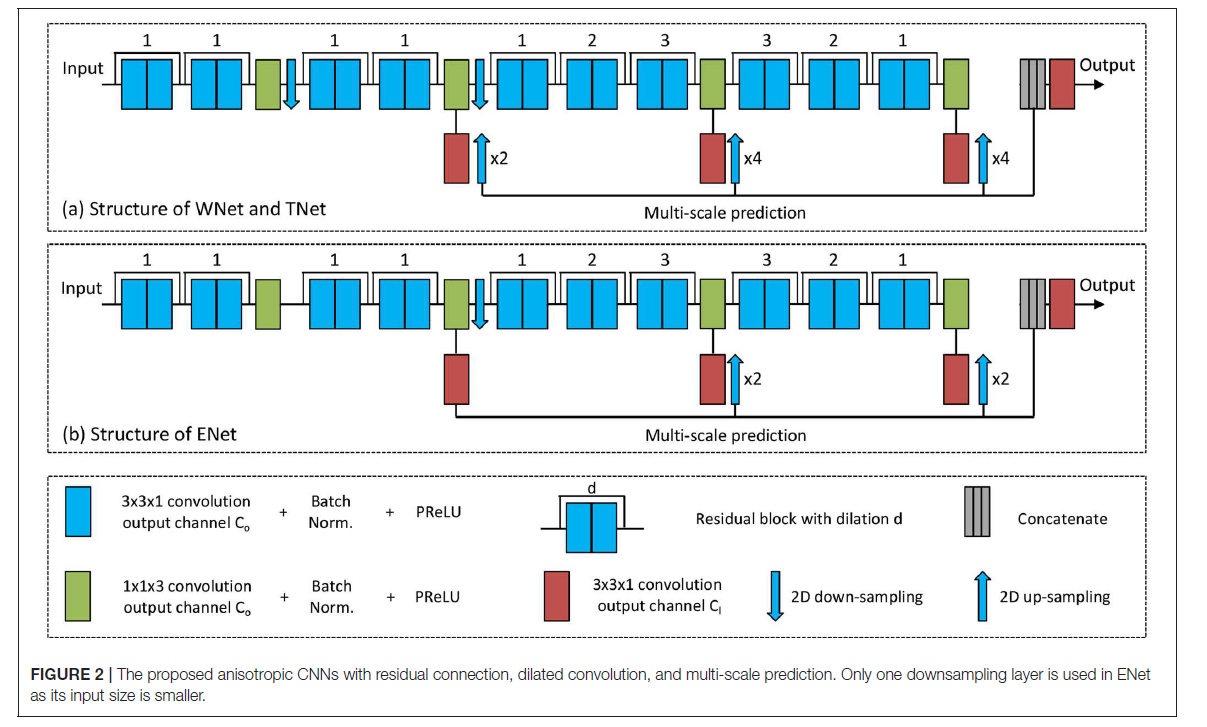 1 1 1 1 1 2 3 3 2 1
Input
Output
x2 x4 x4
(a) Structure of WNet and TNet
Multi-scale prediction
1 1 1 1 1 2 3 3 2 1
Input
Output
x2 x2
(b) Structure of ENet
Multi-scale prediction
3x3x1 convolution
output channel Co
+
Batch
Norm.
+
PReLU
d
Residual block with dilation d
Concatenate
1x1x3 convolution
output channel Co
+
Batch
Norm.
+
PReLU
3x3x1 convolution
output channel Cl
2D down-sampling
2D up-sampling
FIGURE 2 | The proposed anisotropic CNNs with residual connection, dilated convolution, and multi-scale prediction. Only one downsampling layer is used in ENet
as its input size is smaller.